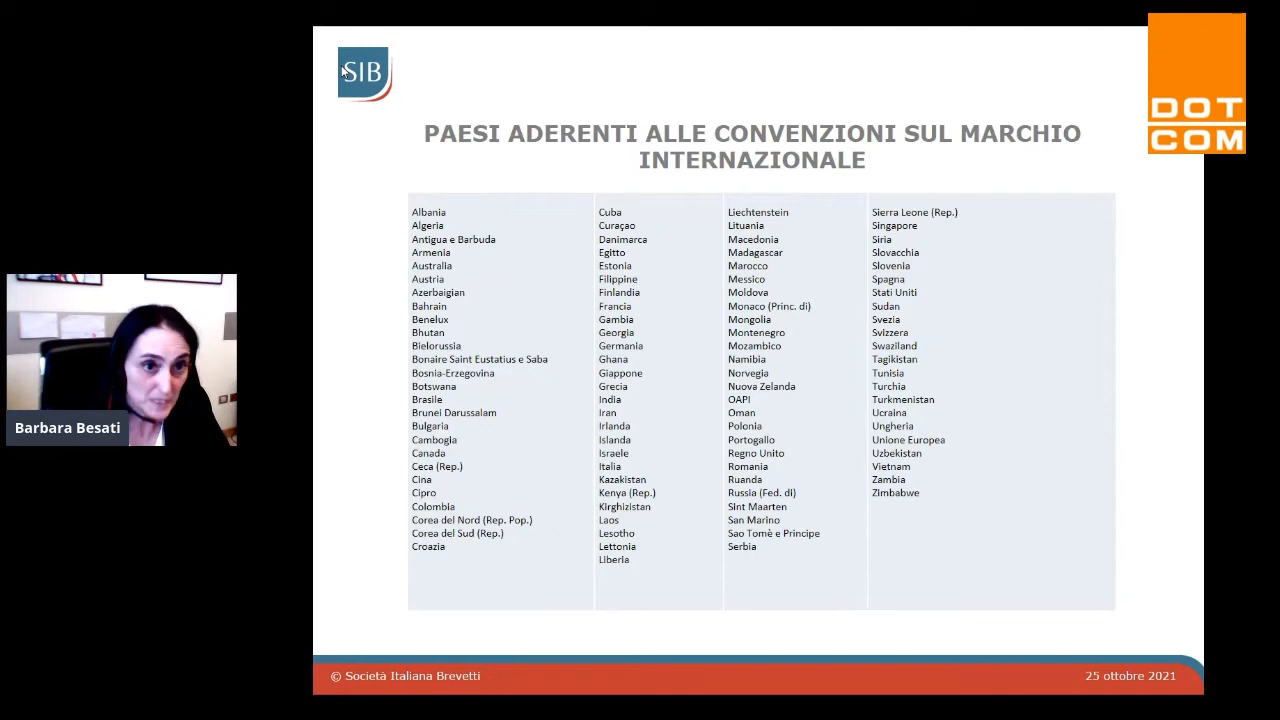 SIB
DOT
COM
PAESI ADERENTI ALLE CONVENZIONI SUL MARCHIO
INTERNAZIONALE
Albania
Algeria
Antigua e Barbuda
Armenia
Australia
Austria
Azerbaigian
Bahrain
Benelux
Bhutan
Bielorussia
Bonaire Saint Eustatius e Saba
Bosnia-Erzegovina
Botswana
Brasile
Brunei Darussalam
Bulgaria
Cambogia
Canada
Ceca (Rep.)
Cina
Cipro
Colombia
Corea del Nord (Rep. Pop.)
Corea del Sud (Rep.)
Croazia
Cuba
Curaçao
Danimarca
Egitto
Estonia
Filippine
Finlandia
Francia
Gambia
Georgia
Germania
Ghana
Giappone
Grecia
India
Iran
Irlanda
Islanda
Israele
Italia
Kazakistan
Kenya (Rep.)
Kirghizistan
Laos
Lesotho
Lettonia
Liberia
Liechtenstein
Lituania
Macedonia
Madagascar
Marocco
Messico
Moldova
Monaco (Princ. di)
Mongolia
Montenegro
Mozambico
Namibia
Norvegia
Nuova Zelanda
OAPI
Oman
Polonia
Portogallo
Regno Unito
Romania
Ruanda
Russia (Fed. di)
Sint Maarten
San Marino
Sao Tomè e Principe
Serbia
Sierra Leone (Rep.)
Singapore
Siria
Slovacchia
Slovenia
Spagna
Stati Uniti
Sudan
Svezia
Svizzera
Swaziland
Tagikistan
Tunisia
Turchia
Turkmenistan
Ucraina
Ungheria
Unione Europea
Uzbekistan
Vietnam
Zambia
Zimbabwe
Barbara Besati
© Società Italiana Brevetti
25 ottobre 2021